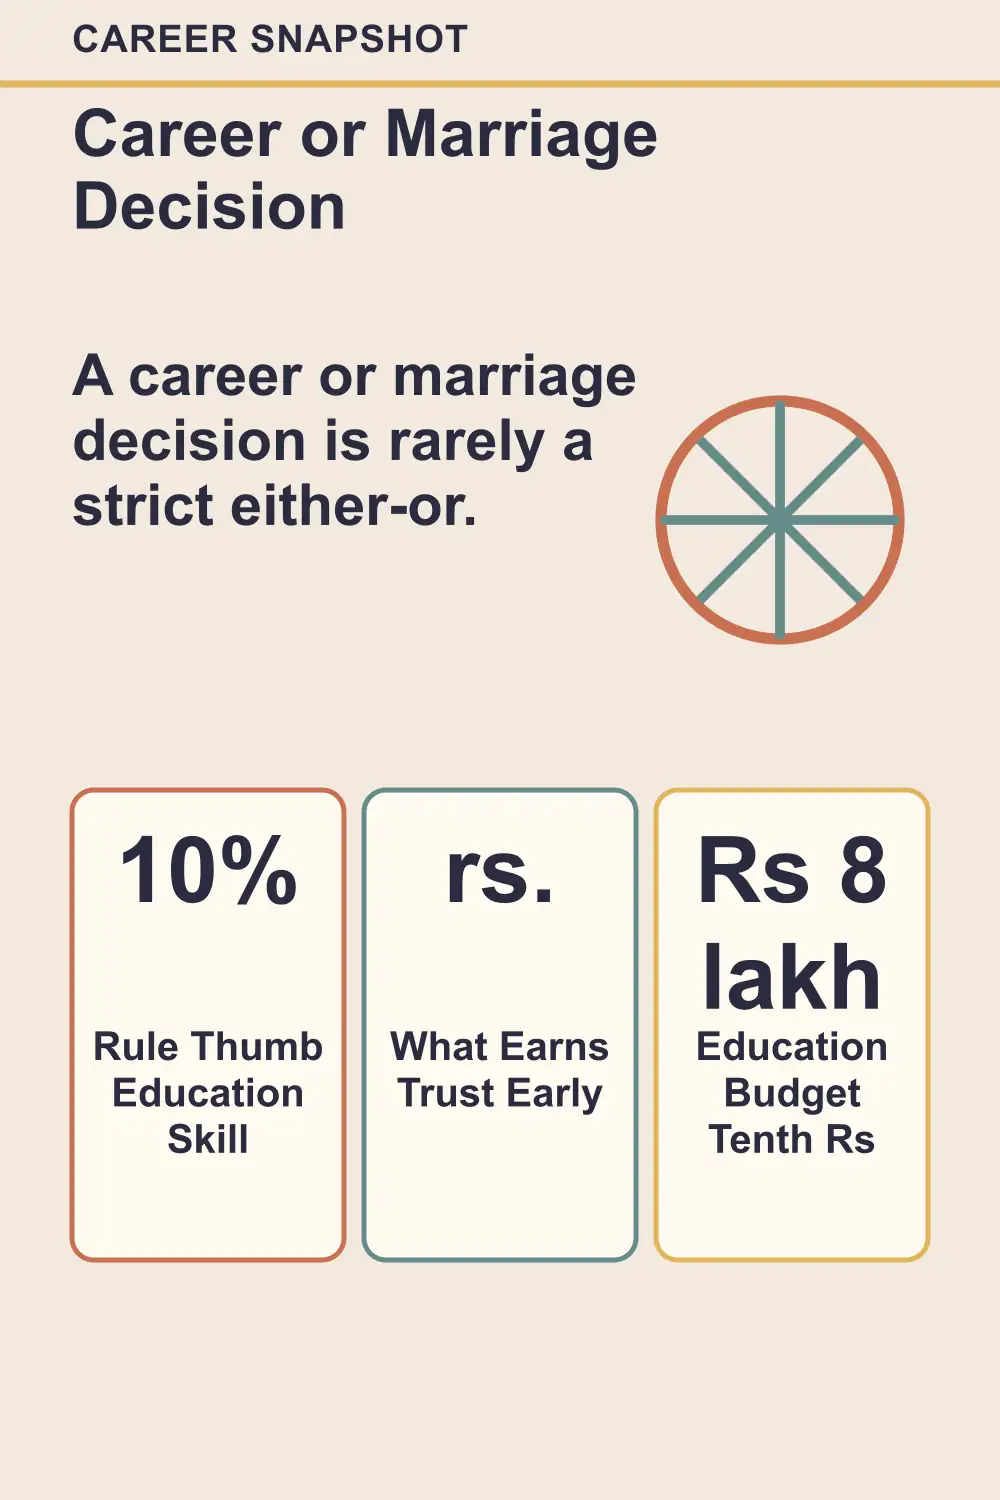 CAREER SNAPSHOT
Career or Marriage
Decision
A career or marriage
decision is rarely a
strict either-or.
10%
Rule Thumb
Education
Skill
rs.
What Earns
Trust Early
Rs 8
lakh
Education
Budget
Tenth Rs